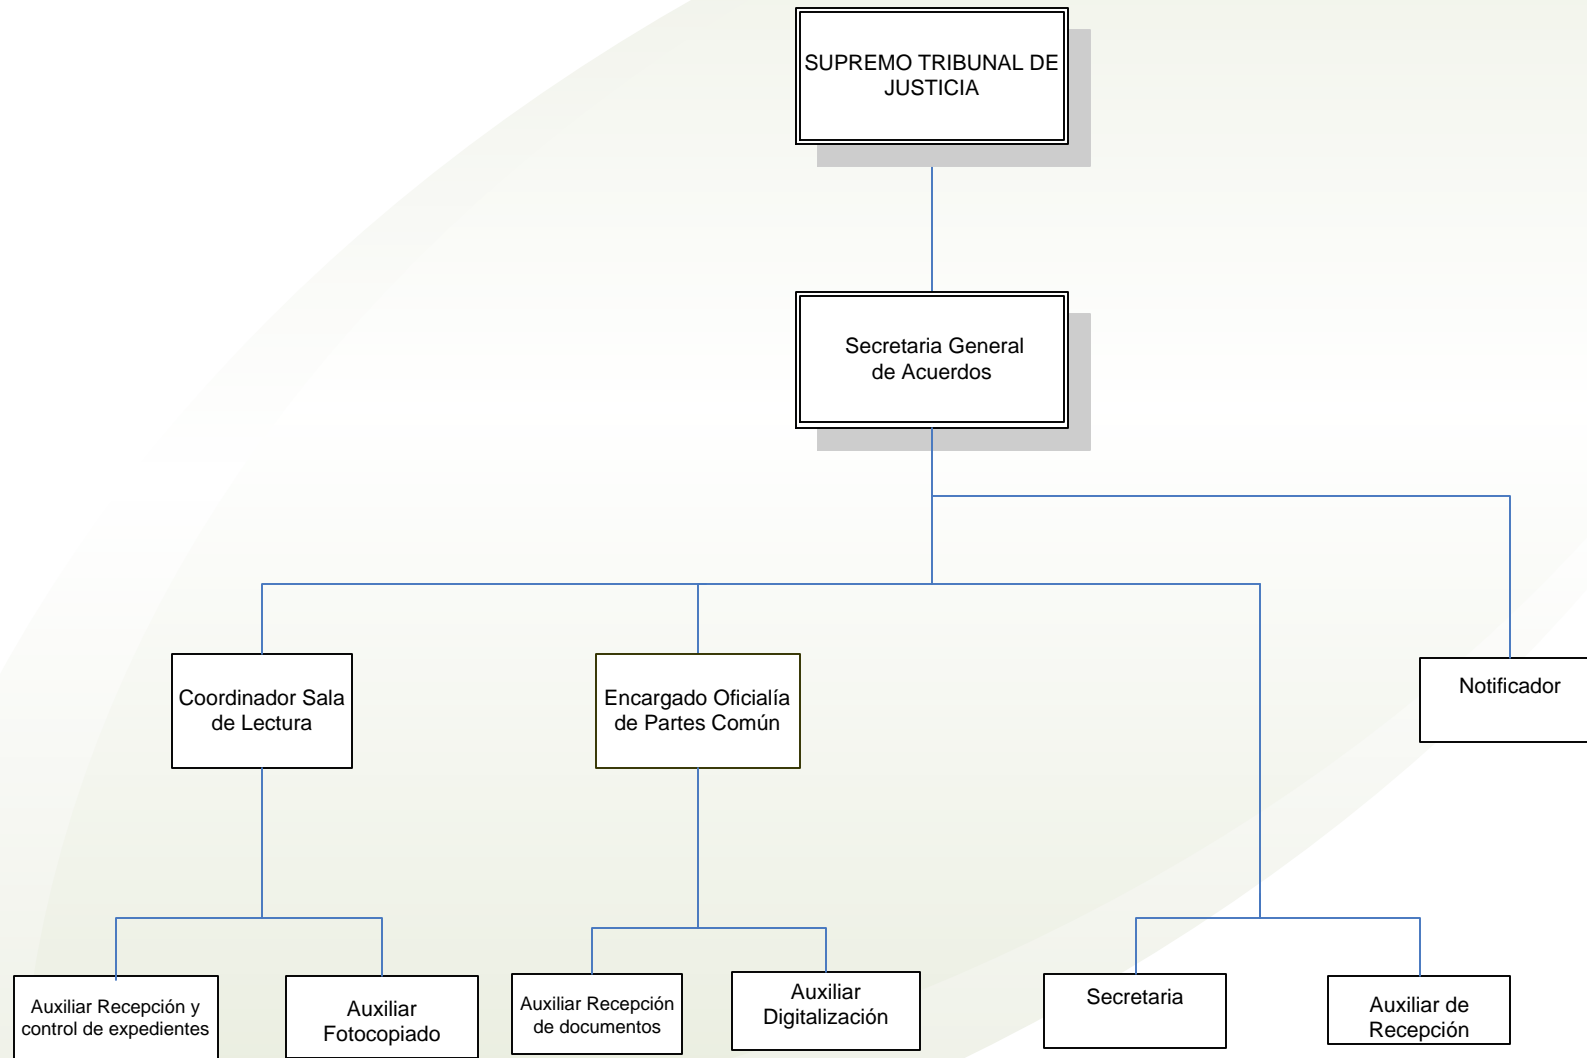 SUPREMO TRIBUNAL DE
JUSTICIA
Secretaria General
de Acuerdos
Coordinador Sala
de Lectura
Encargado Oficialía
de Partes Común
Notificador
Auxiliar Recepción y
control de expedientes
Auxiliar
Fotocopiado
Auxiliar Recepción
de documentos
Auxiliar
Digitalización
Secretaria
Auxiliar de
Recepción